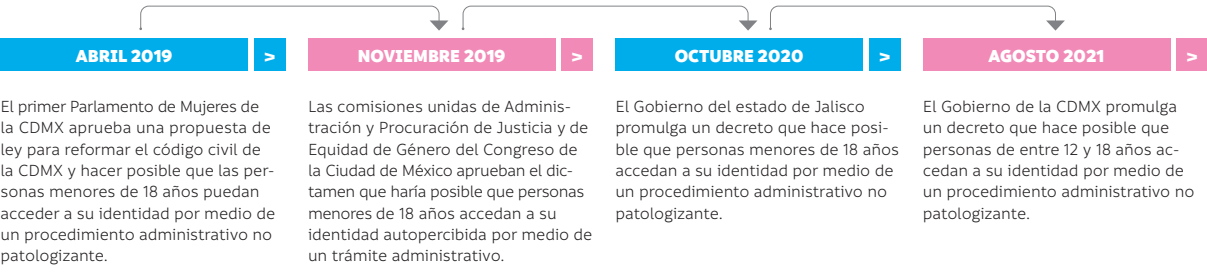 ABRIL 2019 >
El primer Parlamento de Mujeres de
la CDMX aprueba una propuesta de
ley para reformar el código civil de
la CDMX y hacer posible que las per-
sonas menores de 18 años puedan
acceder a su identidad por medio de
un procedimiento administrativo no
patologizante.
NOVIEMBRE 2019 >
Las comisiones unidas de Adminis-
tración y Procuración de Justicia y de
Equidad de Género del Congreso de
la Ciudad de México aprueban el dic-
tamen que haría posible que personas
menores de 18 años accedan a su
identidad autopercibida por medio de
un trámite administrativo.
OCTUBRE 2020 >
El Gobierno del estado de Jalisco
promulga un decreto que hace posi-
ble que personas menores de 18 años
accedan a su identidad por medio de
un procedimiento administrativo no
patologizante.
AGOSTO 2021 >
El Gobierno de la CDMX promulga
un decreto que hace posible que
personas de entre 12 y 18 años ac-
cedan a su identidad por medio de
un procedimiento administrativo no
patologizante.